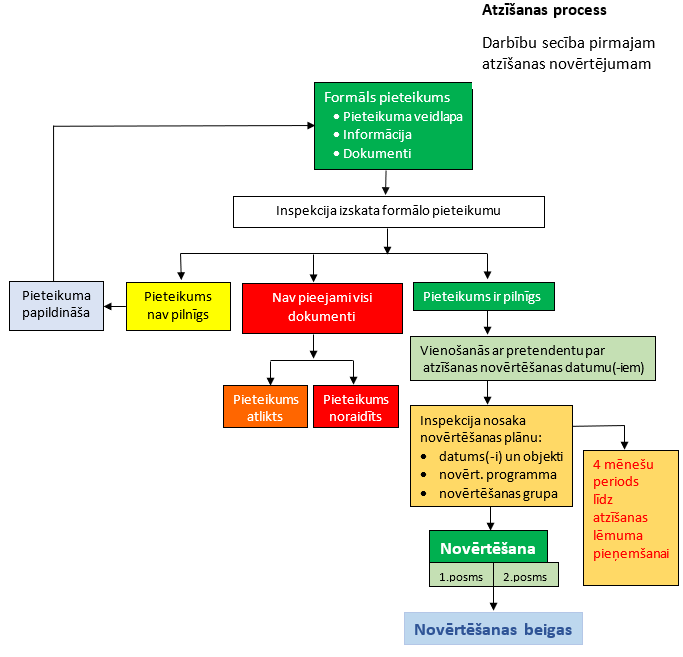 Atzīšanas process
Darbību secība pirmajam
atzīšanas novērtējumam
Formāls pieteikums
• Pieteikuma veidlapa
• Informācija
• Dokumenti
Inspekcija izskata formālo pieteikumu
Pieteikuma
papildināša
Pieteikums
nav pilnīgs
Nav pieejami visi
dokumenti
Pieteikums ir pilnīgs
Vienošanās ar pretendentu par
atzīšanas novērtēšanas datumu(-iem)
Pieteikums
atlikts
Pieteikums
noraidīts
Inspekcija nosaka
novērtēšanas plānu:
• datums(-i) un objekti
• novērt. programma
• novērtēšanas grupa
4 mēnešu
periods
līdz
atzīšanas
lēmuma
pieņemšanai
Novērtēšana
1.posms
2.posms
Novērtēšanas beigas